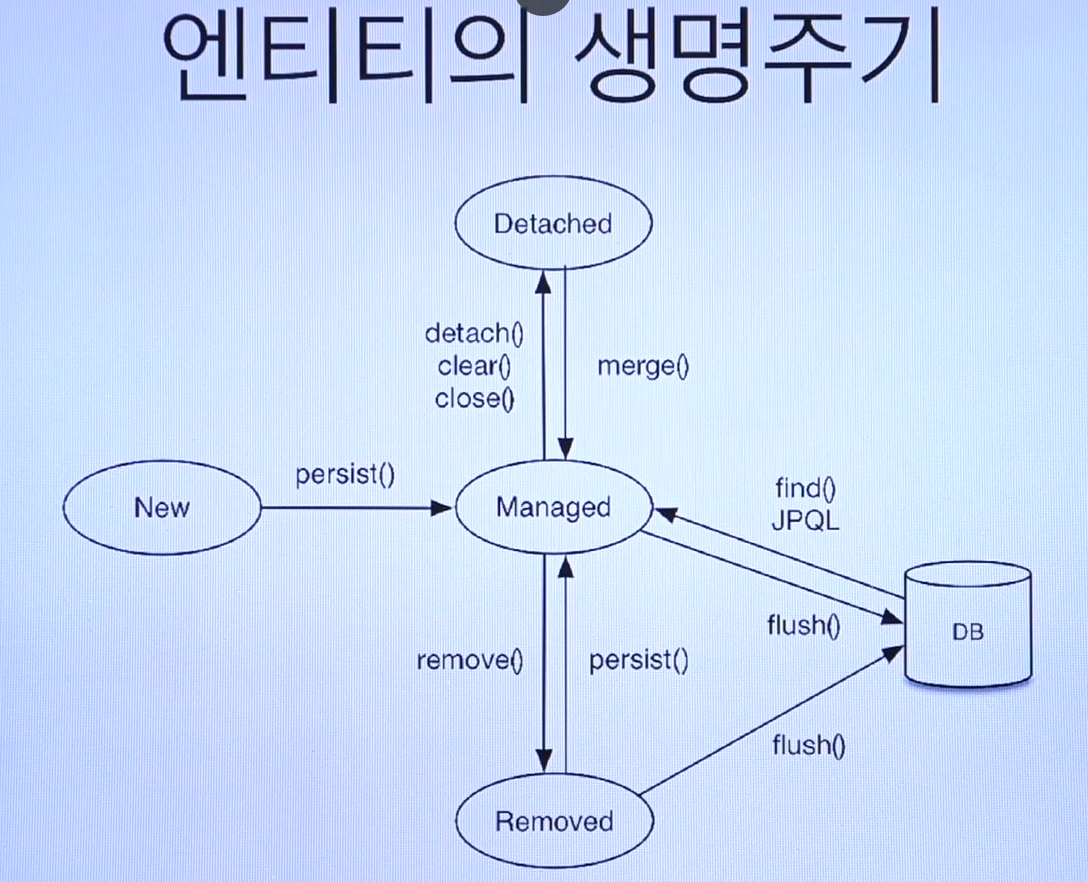 엔티티의 생명주기
Detached
detach()
clear()
close()
merge()
New
persist()
Managed
find()
JPQL
flush()
DB
remove()
persist()
flush()
Removed